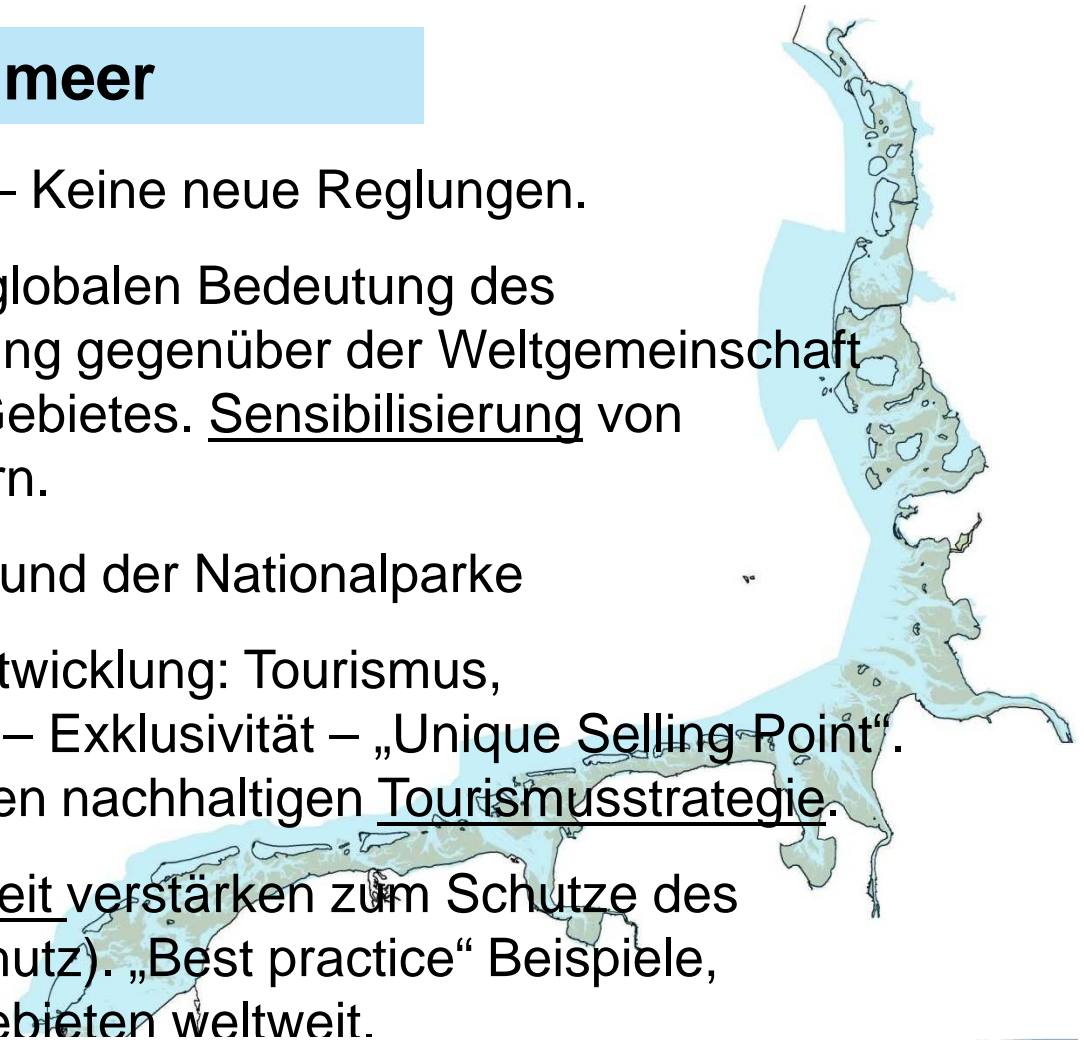 meer
– Keine neue Reglungen.
globalen Bedeutung des
ng gegenüber der Weltgemeinschaft
Gebietes. Sensibilisierung von
rn.
und der Nationalparke
twicklung: Tourismus,
– Exklusivität – „Unique Selling Point“.
en nachhaltigen Tourismusstrategie.
eit verstärken zum Schutze des
hutz). „Best practice“ Beispiele,
ebieten weltweit.